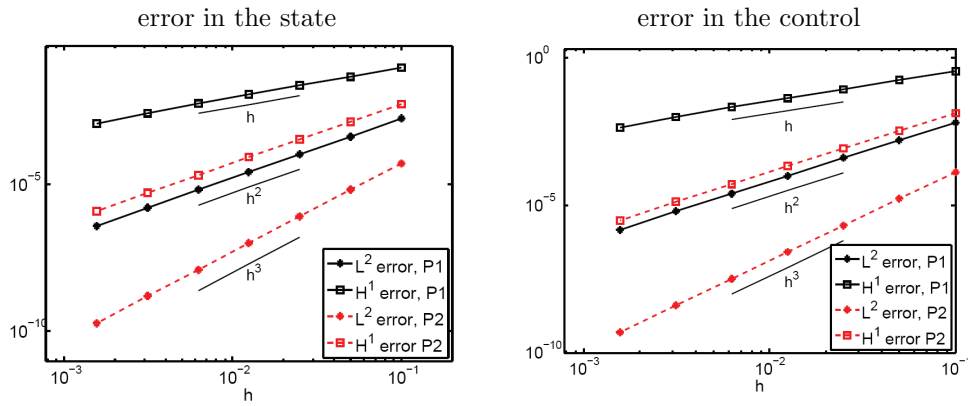 error in the state
error in the control
10^-5
10^-10
10^-3
10^-2
10^-1
h
h
h^2
h^3
L^2 error, P1
H^1 error, P1
L^2 error, P2
H^1 error P2
10^0
10^-5
10^-10
10^-3
10^-2
10^-1
h
h
h^2
h^3
L^2 error, P1
H^1 error, P1
L^2 error, P2
H^1 error, P2